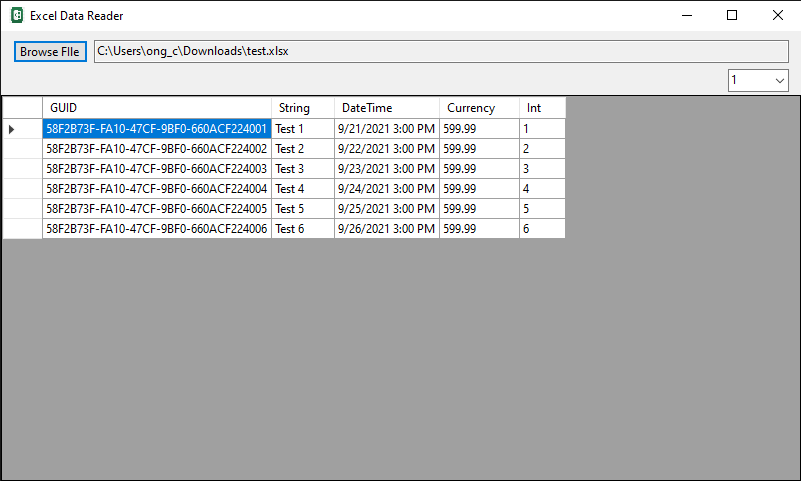 Excel Data Reader
Browse FIle C:\Users\ong_c\Downloads\test.xlsx
1
GUID String DateTime Currency Int
58F2B73F-FA10-47CF-9BF0-660ACF224001 Test 1 9/21/2021 3:00 PM 599.99 1
58F2B73F-FA10-47CF-9BF0-660ACF224002 Test 2 9/22/2021 3:00 PM 599.99 2
58F2B73F-FA10-47CF-9BF0-660ACF224003 Test 3 9/23/2021 3:00 PM 599.99 3
58F2B73F-FA10-47CF-9BF0-660ACF224004 Test 4 9/24/2021 3:00 PM 599.99 4
58F2B73F-FA10-47CF-9BF0-660ACF224005 Test 5 9/25/2021 3:00 PM 599.99 5
58F2B73F-FA10-47CF-9BF0-660ACF224006 Test 6 9/26/2021 3:00 PM 599.99 6